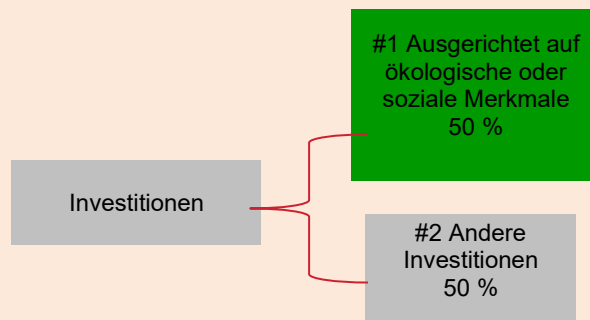 #1 Ausgerichtet auf
ökologische oder
soziale Merkmale
50 %
Investitionen
#2 Andere
Investitionen
50 %